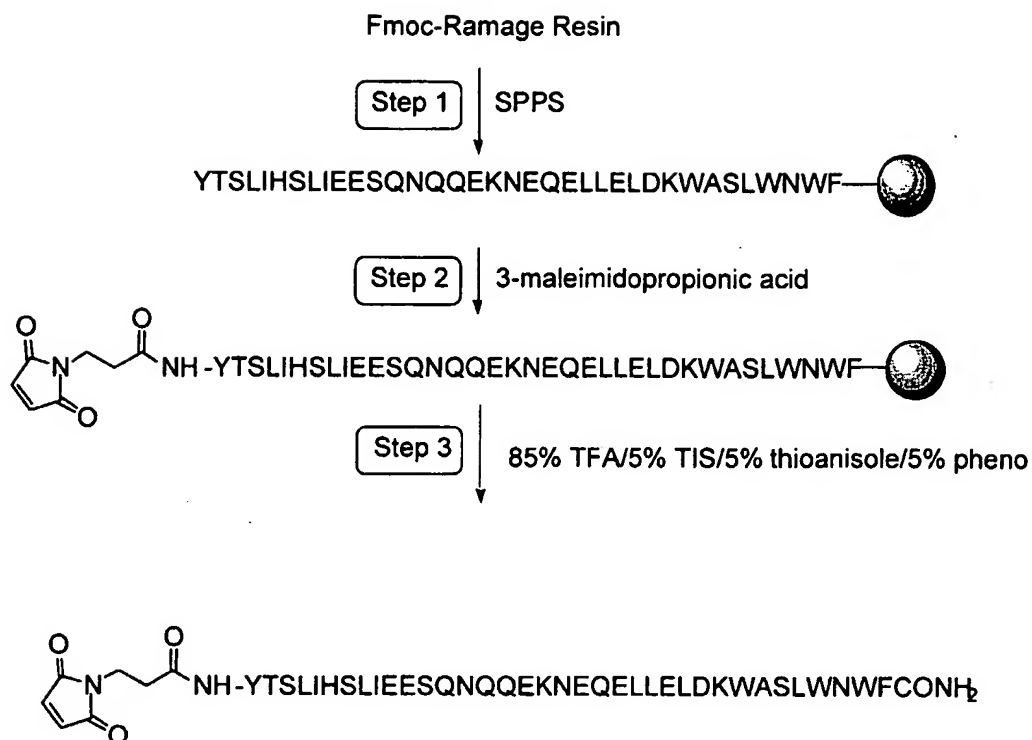 Fmoc-Ramage Resin
Step 1
SPPS
YTSLIHSLIEESQNQQEKNEQELLELDKWASLWNWF
Step 2
3-maleimidopropionic acid
O
O
N
NH -YTSLIHSLIEESQNQQEKNEQELLELDKWASLWNWF
O
Step 3
85% TFA/5% TIS/5% thioanisole/5% pheno
O
O
N
NH-YTSLIHSLIEESQNQQEKNEQELLELDKWASLWNWFCONH2
O